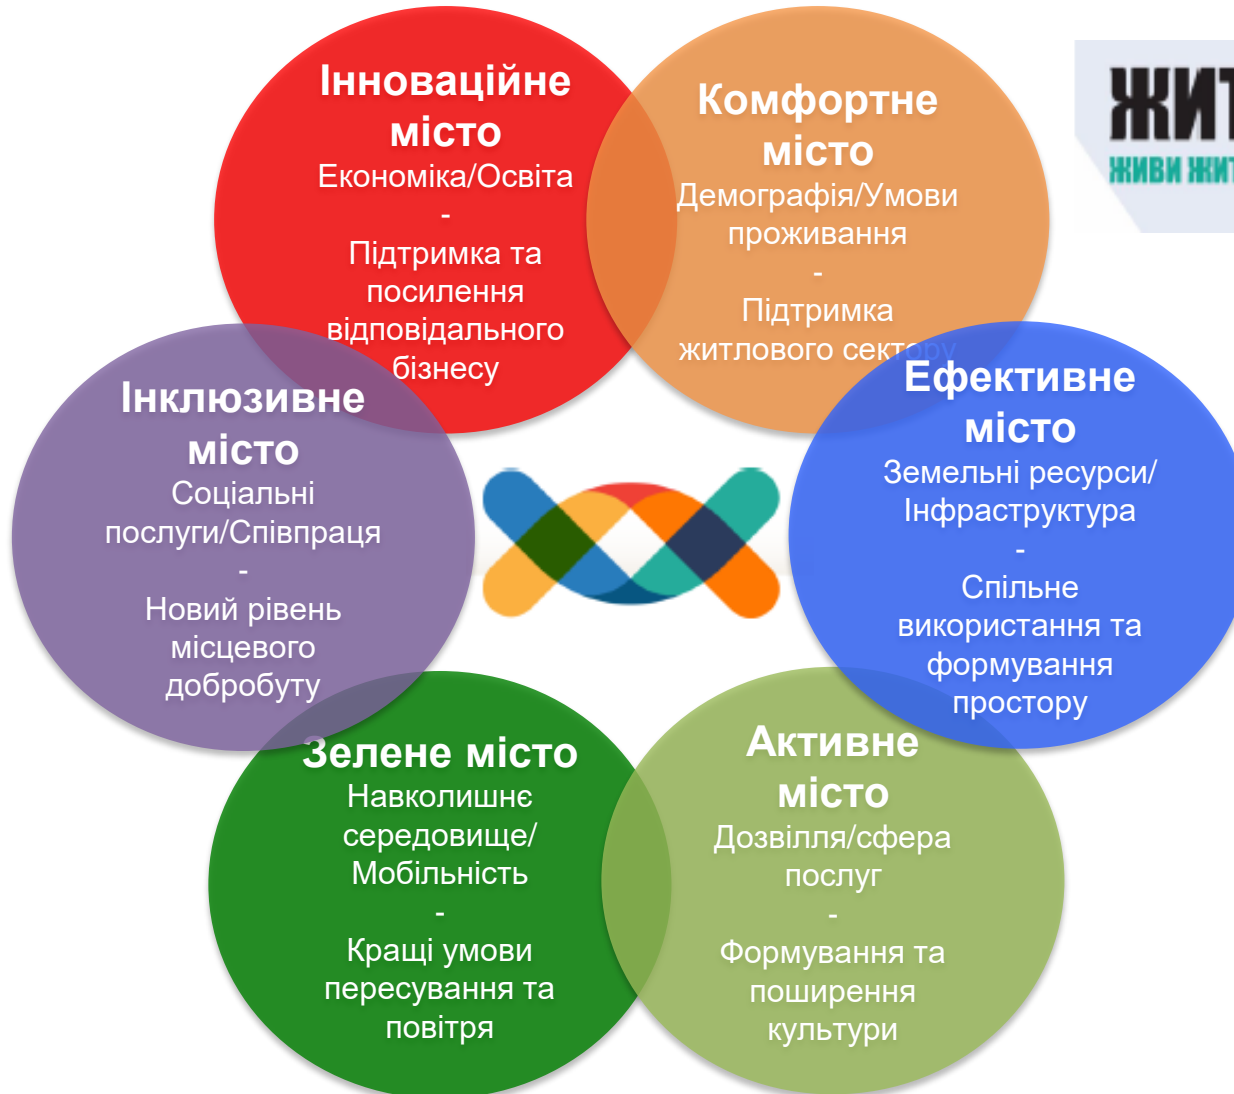 Інноваційне
місто
Економіка/Освіта
-
Підтримка та
посилення
відповідального
бізнесу
Комфортне
місто
Демографія/Умови
проживання
-
Підтримка
житлового сектору
ЖИВИ
Інклюзивне
місто
Соціальні
послуги/Співпраця
-
Новий рівень
місцевого
добробуту
Ефективне
місто
Земельні ресурси/
Інфраструктура
-
Спільне
використання та
формування
простору
Зелене місто
Навколишнє
середовище/
Мобільність
-
Кращі умови
пересування та
повітря
Активне
місто
Дозвілля/сфера
послуг
-
Формування та
поширення
культури